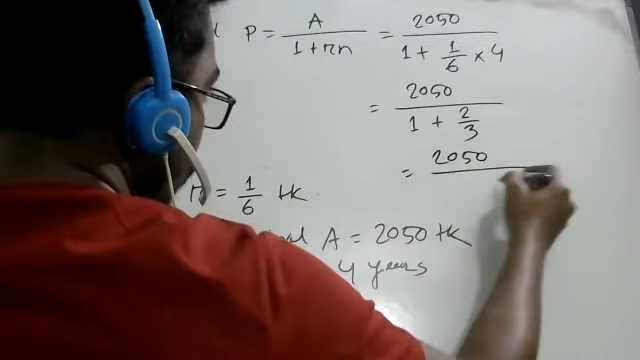 P = A / (1 + rn) = 2050 / (1 + 1/6 × 4)
= 2050 / (1 + 2/3)
= 2050
r = 1/6 tk
A = 2050 tk
4 years